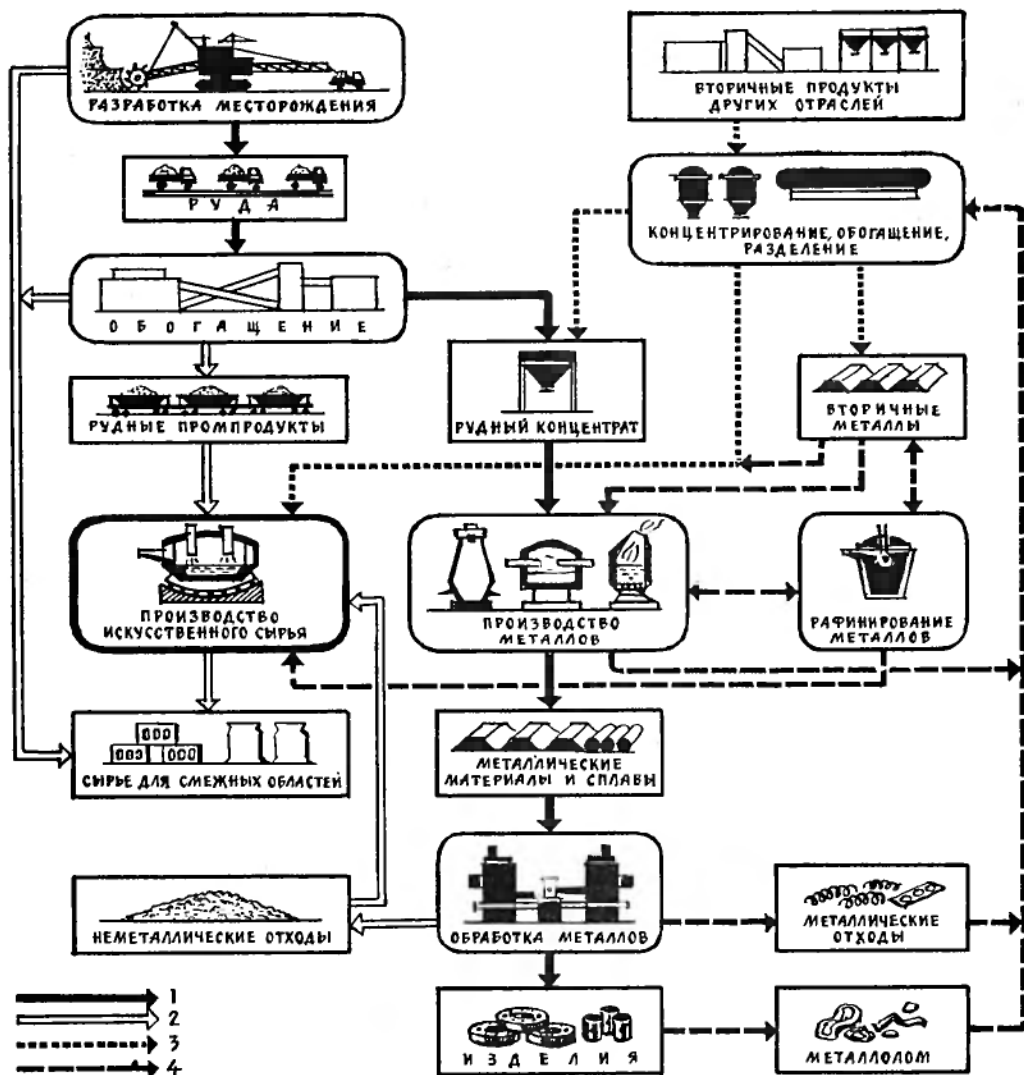 РАЗРАБОТКА МЕСТОРОЖДЕНИЯ
ВТОРИЧНЫЕ ПРОДУКТЫ
ДРУГИХ ОТРАСЛЕЙ
РУДА
КОНЦЕНТРИРОВАНИЕ, ОБОГАЩЕНИЕ,
РАЗДЕЛЕНИЕ
ОБОГАЩЕНИЕ
РУДНЫЕ ПРОМПРОДУКТЫ
РУДНЫЙ КОНЦЕНТРАТ
ВТОРИЧНЫЕ
МЕТАЛЛЫ
ПРОИЗВОДСТВО
ИСКУССТВЕННОГО СЫРЬЯ
ПРОИЗВОДСТВО
МЕТАЛЛОВ
РАФИНИРОВАНИЕ
МЕТАЛЛОВ
СЫРЬЕ ДЛЯ СМЕЖНЫХ ОБЛАСТЕЙ
МЕТАЛЛИЧЕСКИЕ
МАТЕРИАЛЫ И СПЛАВЫ
НЕМЕТАЛЛИЧЕСКИЕ ОТХОДЫ
ОБРАБОТКА МЕТАЛЛОВ
МЕТАЛЛИЧЕСКИЕ
ОТХОДЫ
ИЗДЕЛИЯ
МЕТАЛЛОЛОМ
1
2
3
4